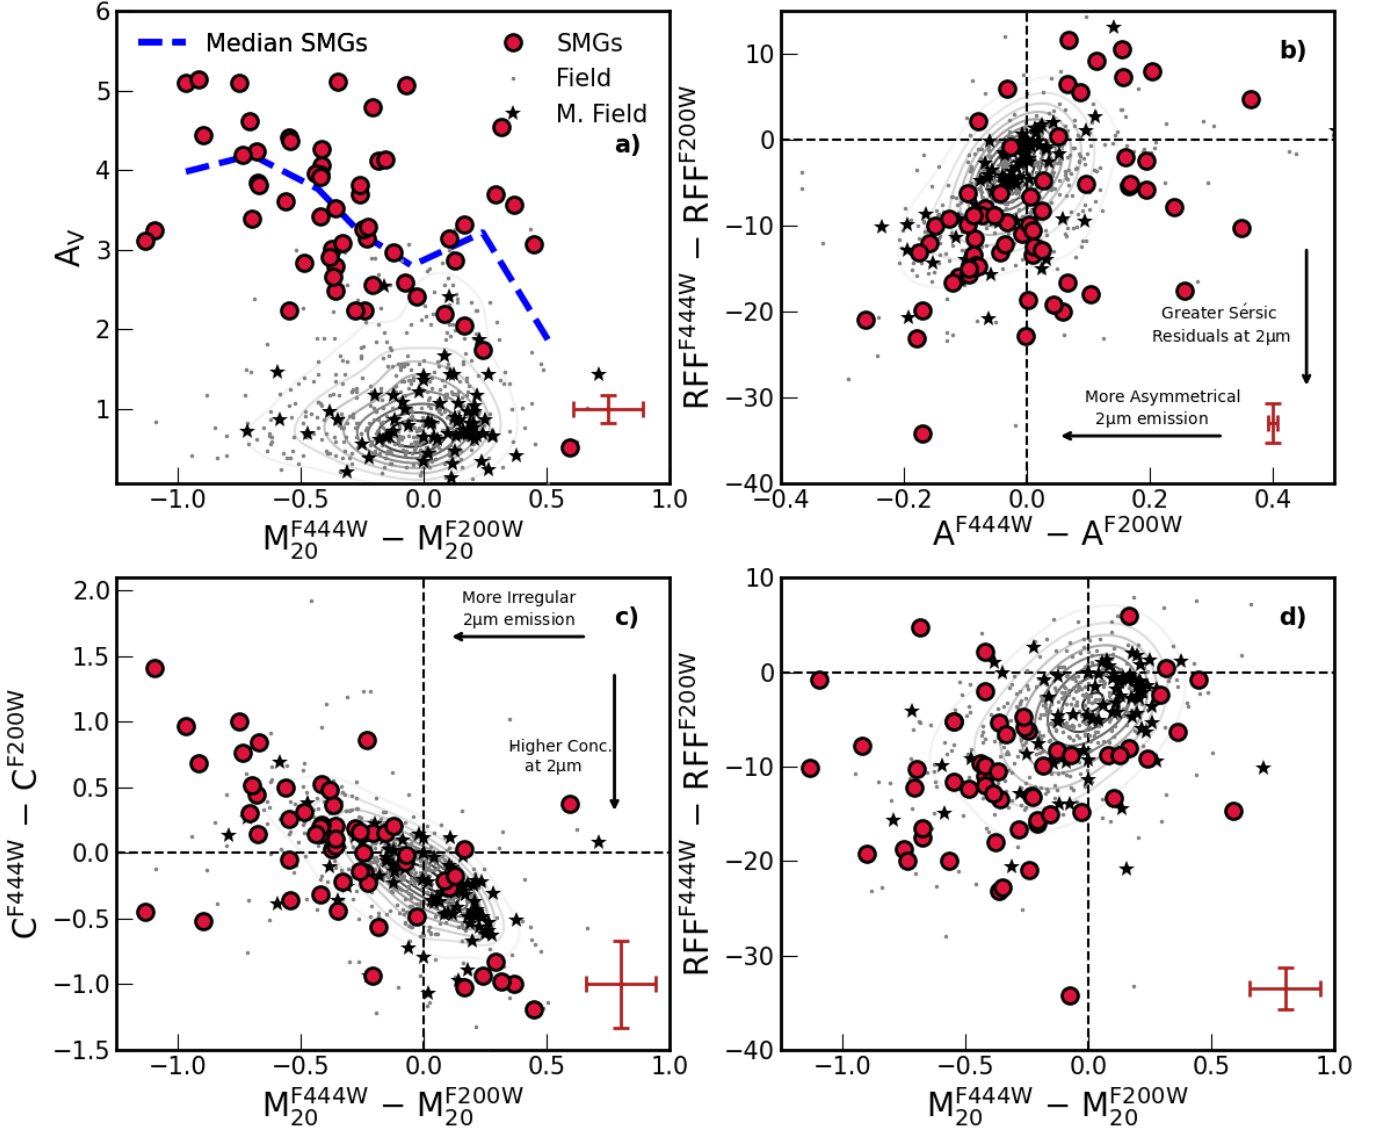 6
5
4
3
2
1
A_V
Median SMGs
SMGs
Field
M. Field
a)
−1.0 −0.5 0.0 0.5 1.0
M_20^F444W − M_20^F200W
10
0
−10
−20
−30
−40
RFF^F444W − RFF^F200W
b)
Greater Sérsic
Residuals at 2μm
More Asymmetrical
2μm emission
−0.4 −0.2 0.0 0.2 0.4
A^F444W − A^F200W
2.0
1.5
1.0
0.5
0.0
−0.5
−1.0
−1.5
C^F444W − C^F200W
More Irregular
2μm emission
c)
Higher Conc.
at 2μm
−1.0 −0.5 0.0 0.5 1.0
M_20^F444W − M_20^F200W
10
0
−10
−20
−30
−40
RFF^F444W − RFF^F200W
d)
−1.0 −0.5 0.0 0.5 1.0
M_20^F444W − M_20^F200W